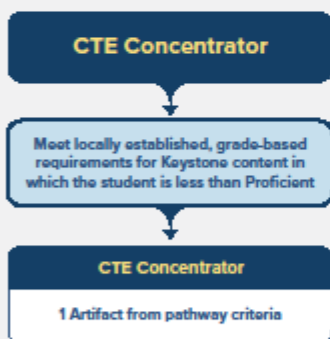 CTE Concentrator
Meet locally established, grade-based
requirements for Keystone content in
which the student is less than Proficient
CTE Concentrator
1 Artifact from pathway criteria